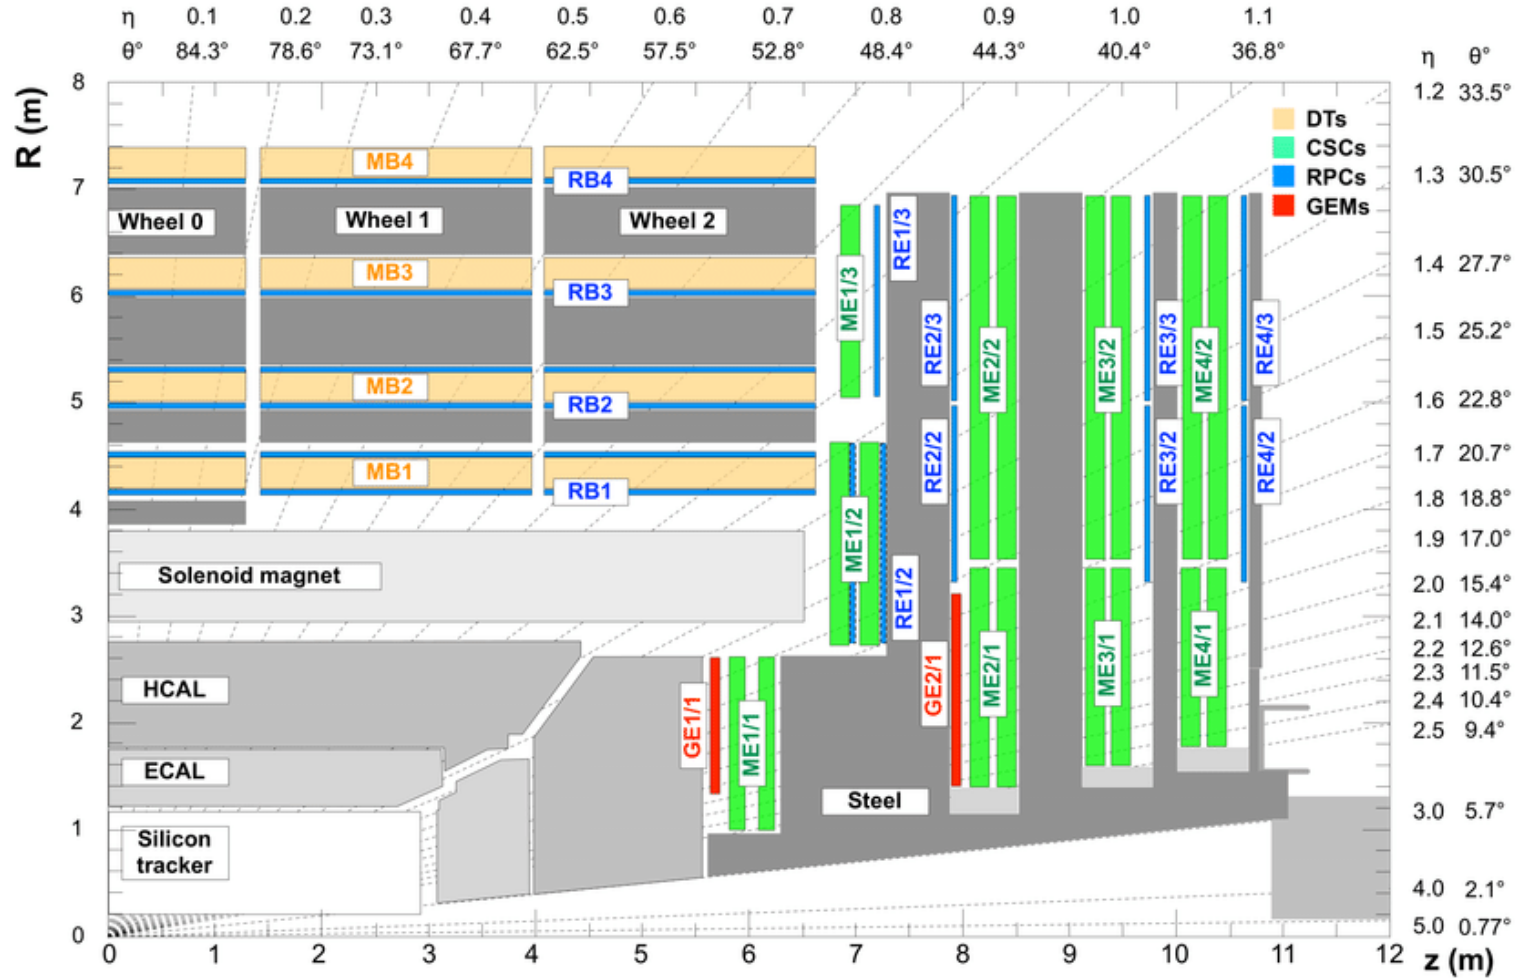 η 0.1 0.2 0.3 0.4 0.5 0.6 0.7 0.8 0.9 1.0 1.1
θ° 84.3° 78.6° 73.1° 67.7° 62.5° 57.5° 52.8° 48.4° 44.3° 40.4° 36.8°
η θ°
R (m)
8
7
6
5
4
3
2
1
0
1.2 33.5°
1.3 30.5°
1.4 27.7°
1.5 25.2°
1.6 22.8°
1.7 20.7°
1.8 18.8°
1.9 17.0°
2.0 15.4°
2.1 14.0°
2.2 12.6°
2.3 11.5°
2.4 10.4°
2.5 9.4°
3.0 5.7°
4.0 2.1°
5.0 0.77°
DTs
CSCs
RPCs
GEMs
MB4
RB4
Wheel 0
Wheel 1
Wheel 2
MB3
RB3
MB2
RB2
MB1
RB1
Solenoid magnet
HCAL
ECAL
Silicon
tracker
Steel
ME1/3
RE1/3
RE2/3
ME2/2
ME3/2
RE3/3
ME4/2
RE4/3
RE2/2
RE3/2
RE4/2
ME1/2
RE1/2
GE1/1
ME1/1
GE2/1
ME2/1
ME3/1
ME4/1
0 1 2 3 4 5 6 7 8 9 10 11 12
z (m)